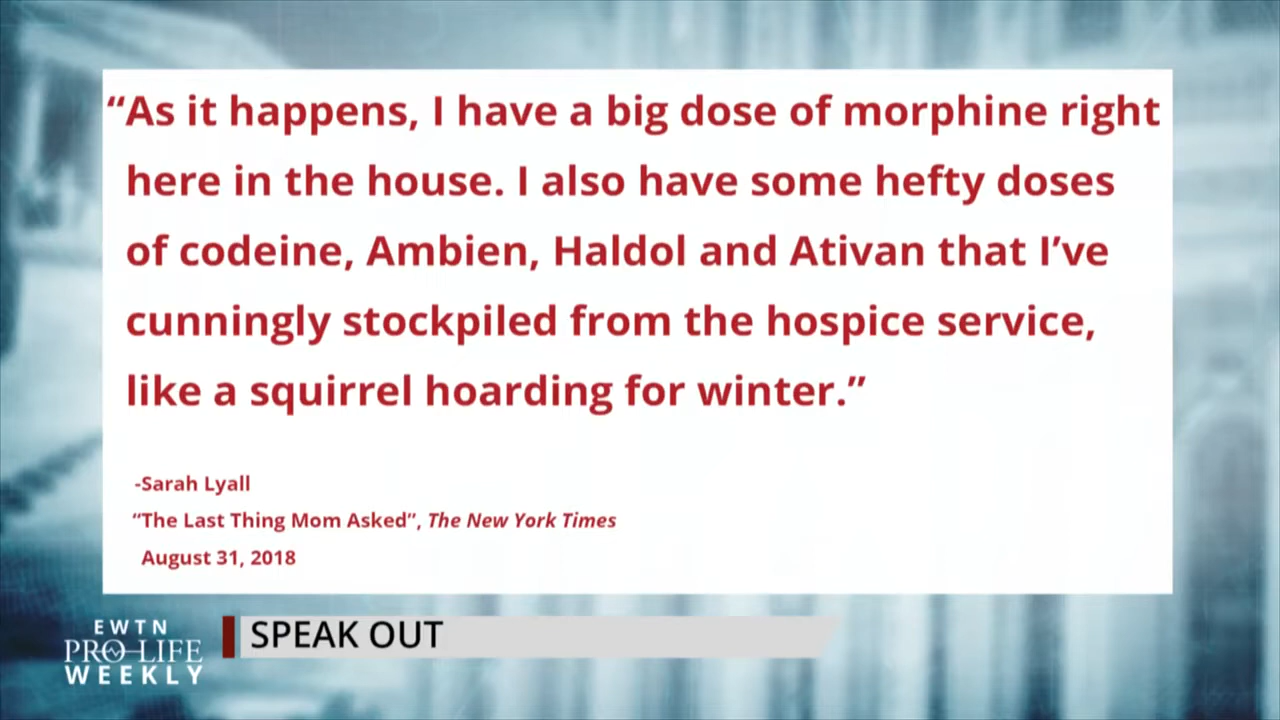 “As it happens, I have a big dose of morphine right
here in the house. I also have some hefty doses
of codeine, Ambien, Haldol and Ativan that I’ve
cunningly stockpiled from the hospice service,
like a squirrel hoarding for winter.”
-Sarah Lyall
“The Last Thing Mom Asked”, The New York Times
August 31, 2018
EWTN
PRO-LIFE
WEEKLY
SPEAK OUT